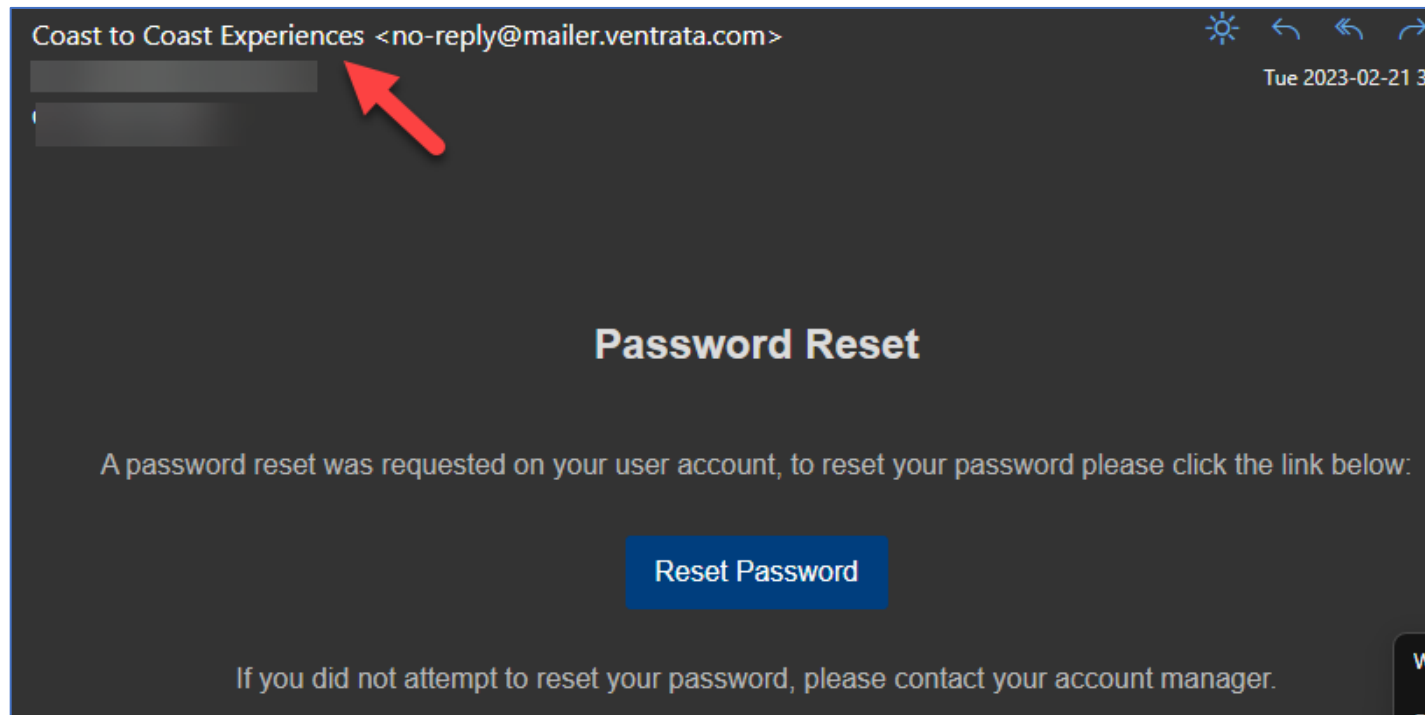 Coast to Coast Experiences <no-reply@mailer.ventrata.com>
Tue 2023-02-21 3
Password Reset
A password reset was requested on your user account, to reset your password please click the link below:
Reset Password
If you did not attempt to reset your password, please contact your account manager.